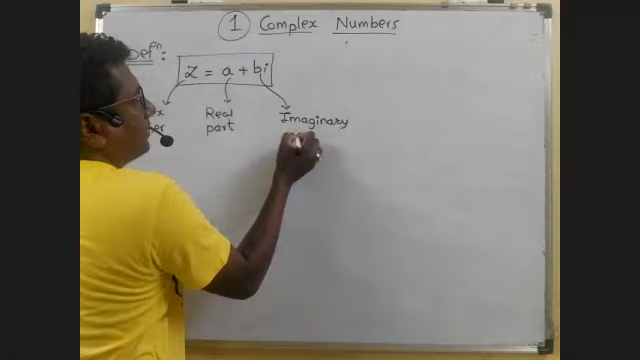 1 Complex Numbers
Defn:
z = a + bi
Real Imaginary
part